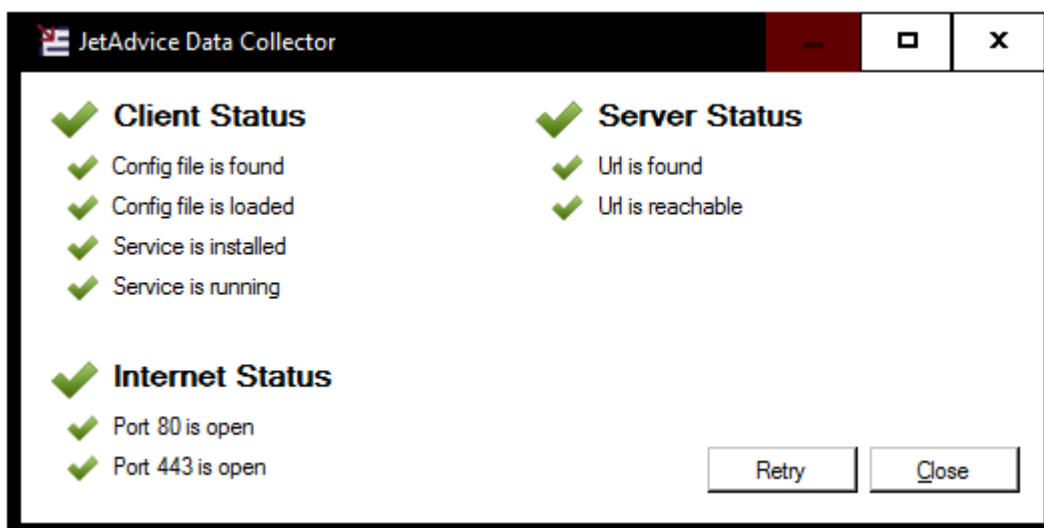 JetAdvice Data Collector
Client Status
Config file is found
Config file is loaded
Service is installed
Service is running
Server Status
Url is found
Url is reachable
Internet Status
Port 80 is open
Port 443 is open
Retry
Close